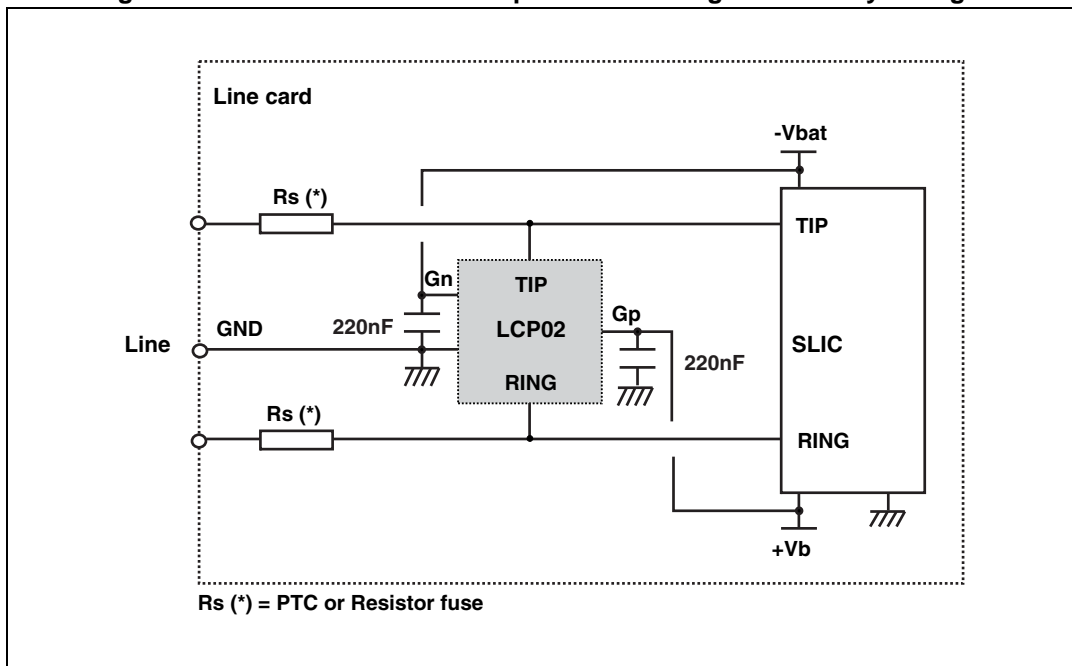 Line card
-Vbat
Rs (*)
TIP
Gn
TIP
Gp
GND
220nF
LCP02
Line
SLIC
220nF
RING
Rs (*)
RING
+Vb
Rs (*) = PTC or Resistor fuse